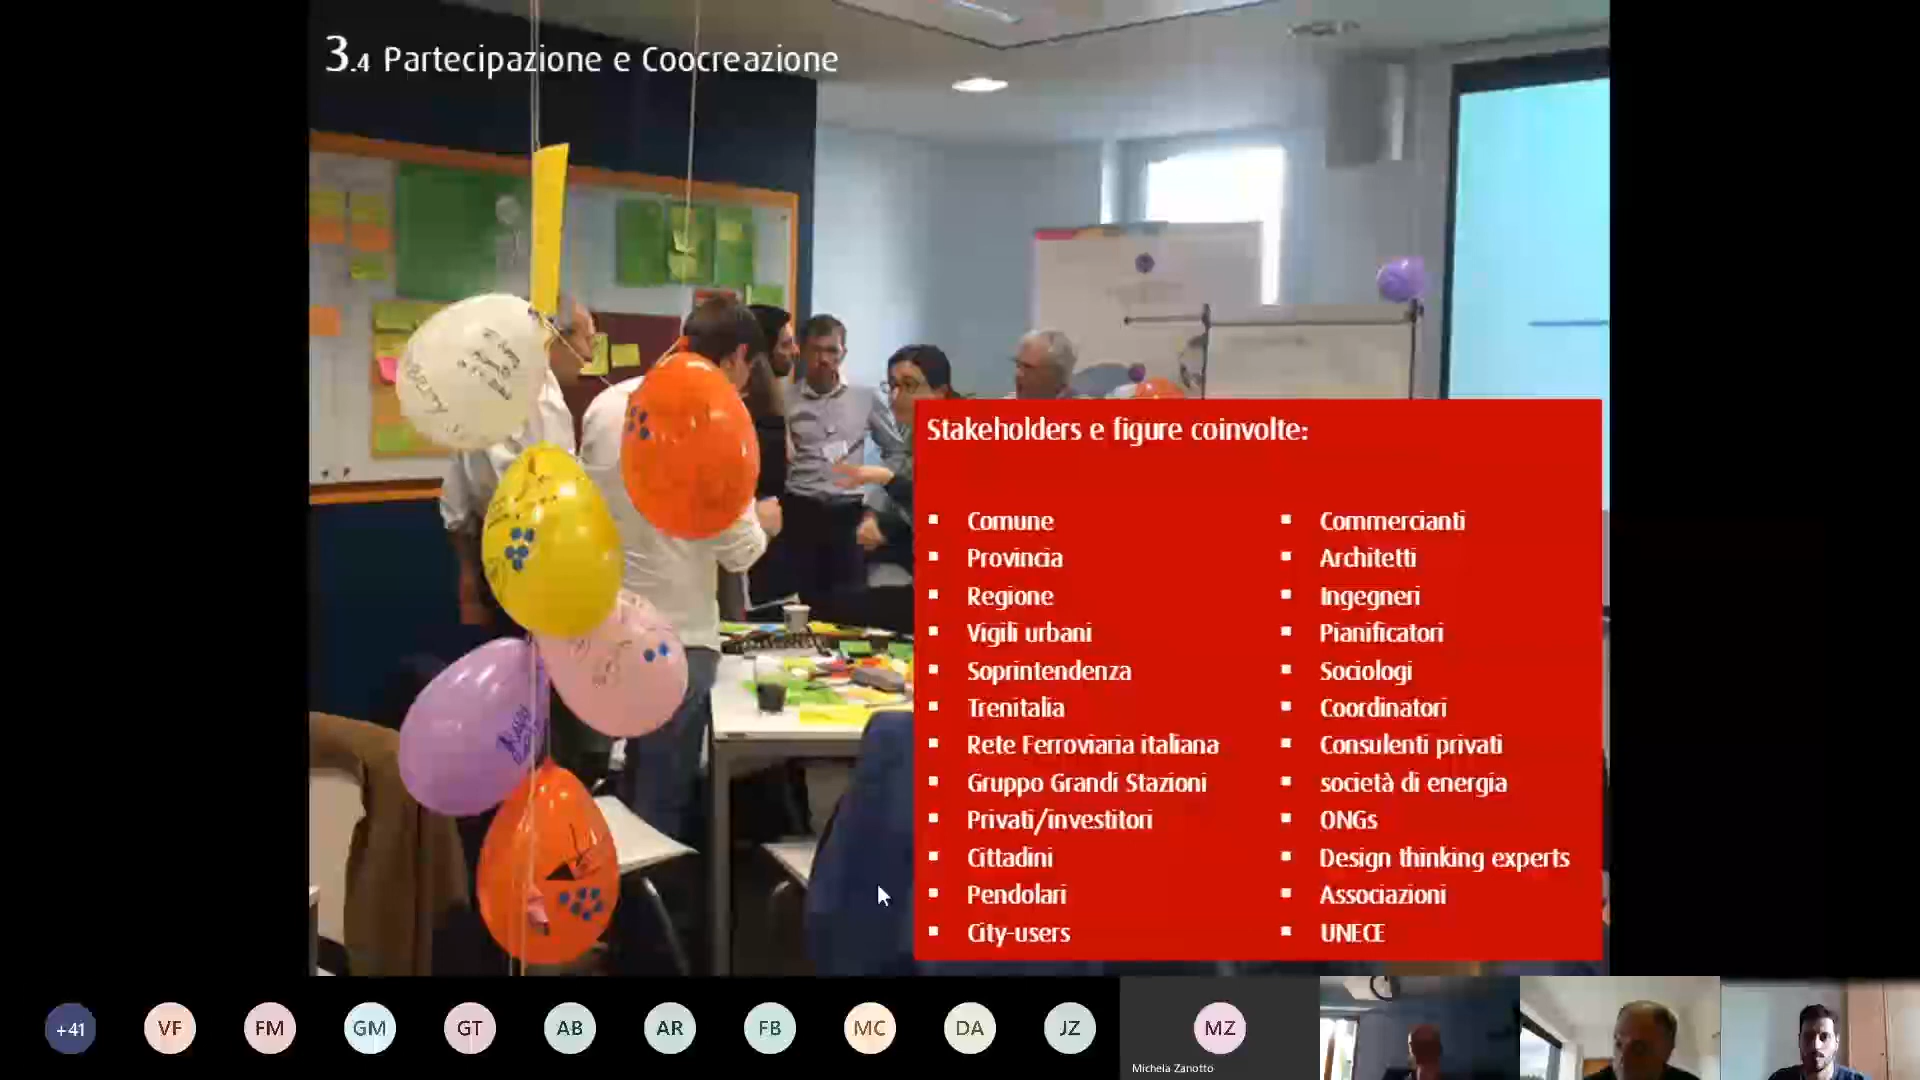 3.4 Partecipazione e Coocreazione
Stakeholders e figure coinvolte:
▪ Comune
▪ Provincia
▪ Regione
▪ Vigili urbani
▪ Soprintendenza
▪ Trenitalia
▪ Rete Ferroviaria italiana
▪ Gruppo Grandi Stazioni
▪ Privati/investitori
▪ Cittadini
▪ Pendolari
▪ City-users
▪ Commercianti
▪ Architetti
▪ Ingegneri
▪ Pianificatori
▪ Sociologi
▪ Coordinatori
▪ Consulenti privati
▪ società di energia
▪ ONGs
▪ Design thinking experts
▪ Associazioni
▪ UNECE
+41 VF FM GM GT AB AR FB MC DA JZ MZ
Michela Zanotto